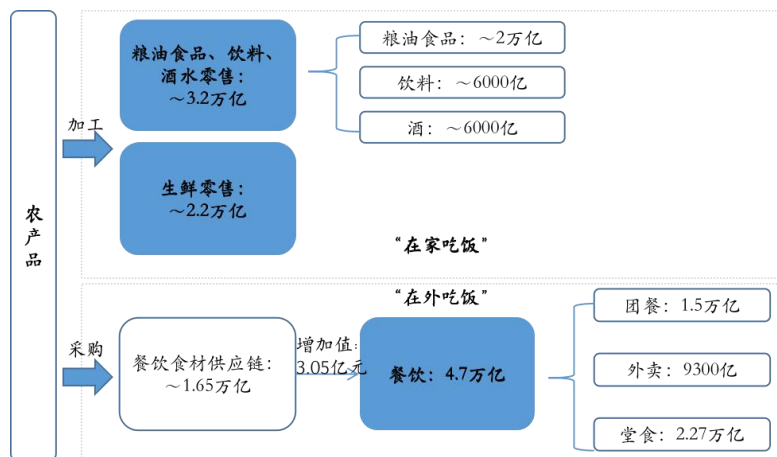 农产品
加工
粮油食品、饮料、
酒水零售：
～3.2万亿
粮油食品：～2万亿
饮料：～6000亿
酒：～6000亿
生鲜零售：
～2.2万亿
“在家吃饭”
“在外吃饭”
采购
餐饮食材供应链：
～1.65万亿
增加值：
3.05亿元
餐饮：4.7万亿
团餐：1.5万亿
外卖：9300亿
堂食：2.27万亿